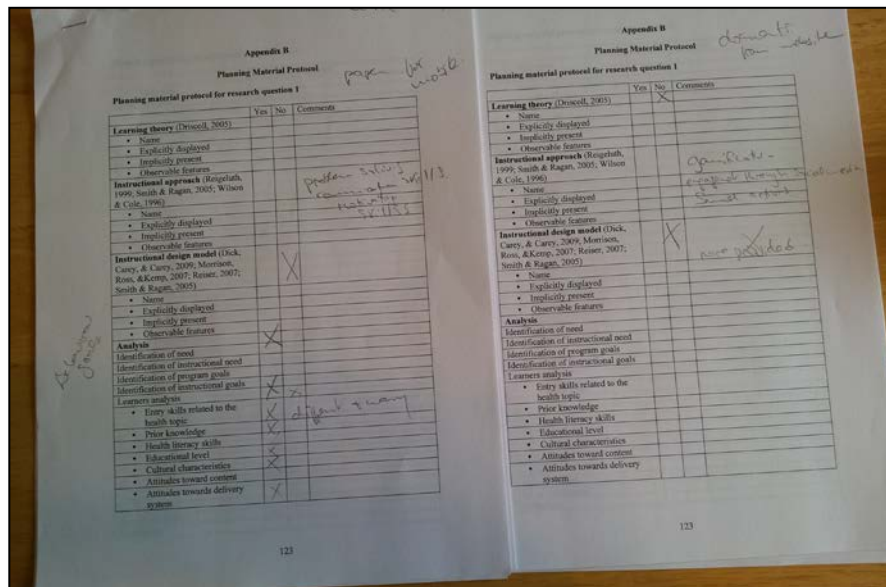 Appendix B
Planning Material Protocol
paper for
Planning material protocol for research question 1
Yes No Comments
Learning theory (Driscoll, 2005)
• Name
• Explicitly displayed
• Implicitly present
• Observable features
Instructional approach (Reigeluth,
1999; Smith & Ragan, 2005; Wilson
& Cole, 1996)
problem solving
• Name
• Explicitly displayed
• Implicitly present
• Observable features
Instructional design model (Dick,
Carey, & Carey, 2009; Morrison,
Ross, &Kemp, 2007; Reiser, 2007;
Smith & Ragan, 2005)
X
• Name
• Explicitly displayed
• Implicitly present
• Observable features
Analysis
X
Identification of need
Identification of instructional need
Identification of program goals
Identification of instructional goals
X
Learners analysis
X
• Entry skills related to the
health topic
X
• Prior knowledge
X
• Health literacy skills
• Educational level
X
• Cultural characteristics
X
• Attitudes toward content
• Attitudes towards delivery
system
X
123
Appendix B
Planning Material Protocol
from website
Planning material protocol for research question 1
Yes No Comments
Learning theory (Driscoll, 2005)
X
• Name
• Explicitly displayed
• Implicitly present
• Observable features
Instructional approach (Reigeluth,
1999; Smith & Ragan, 2005; Wilson
& Cole, 1996)
• Name
• Explicitly displayed
• Implicitly present
• Observable features
Instructional design model (Dick,
Carey, & Carey, 2009; Morrison,
Ross, &Kemp, 2007; Reiser, 2007;
Smith & Ragan, 2005)
X
none provided
• Name
• Explicitly displayed
• Implicitly present
• Observable features
Analysis
Identification of need
Identification of instructional need
Identification of program goals
Identification of instructional goals
Learners analysis
• Entry skills related to the
health topic
• Prior knowledge
• Health literacy skills
• Educational level
• Cultural characteristics
• Attitudes toward content
• Attitudes towards delivery
system
123